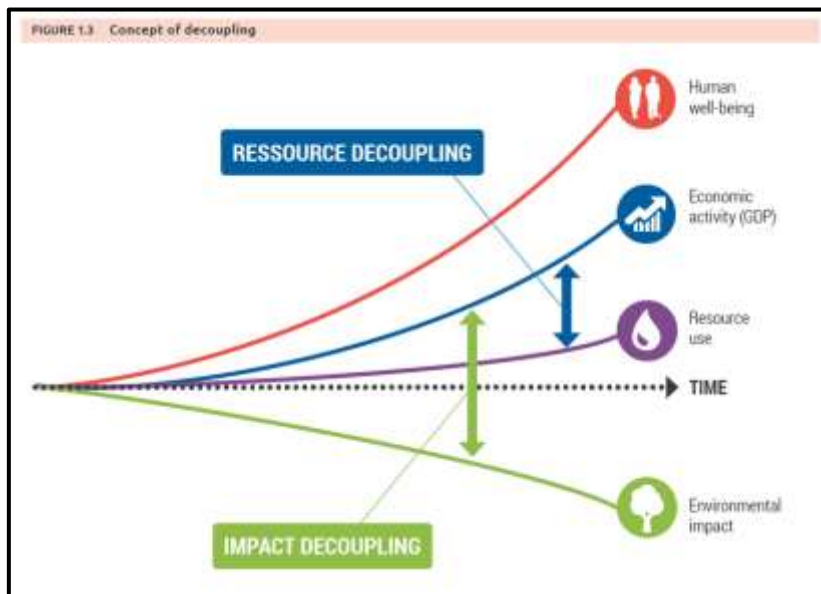 FIGURE 1.3 Concept of decoupling
Human
well-being
RESSOURCE DECOUPLING
Economic
activity (GDP)
Resource
use
TIME
Environmental
impact
IMPACT DECOUPLING